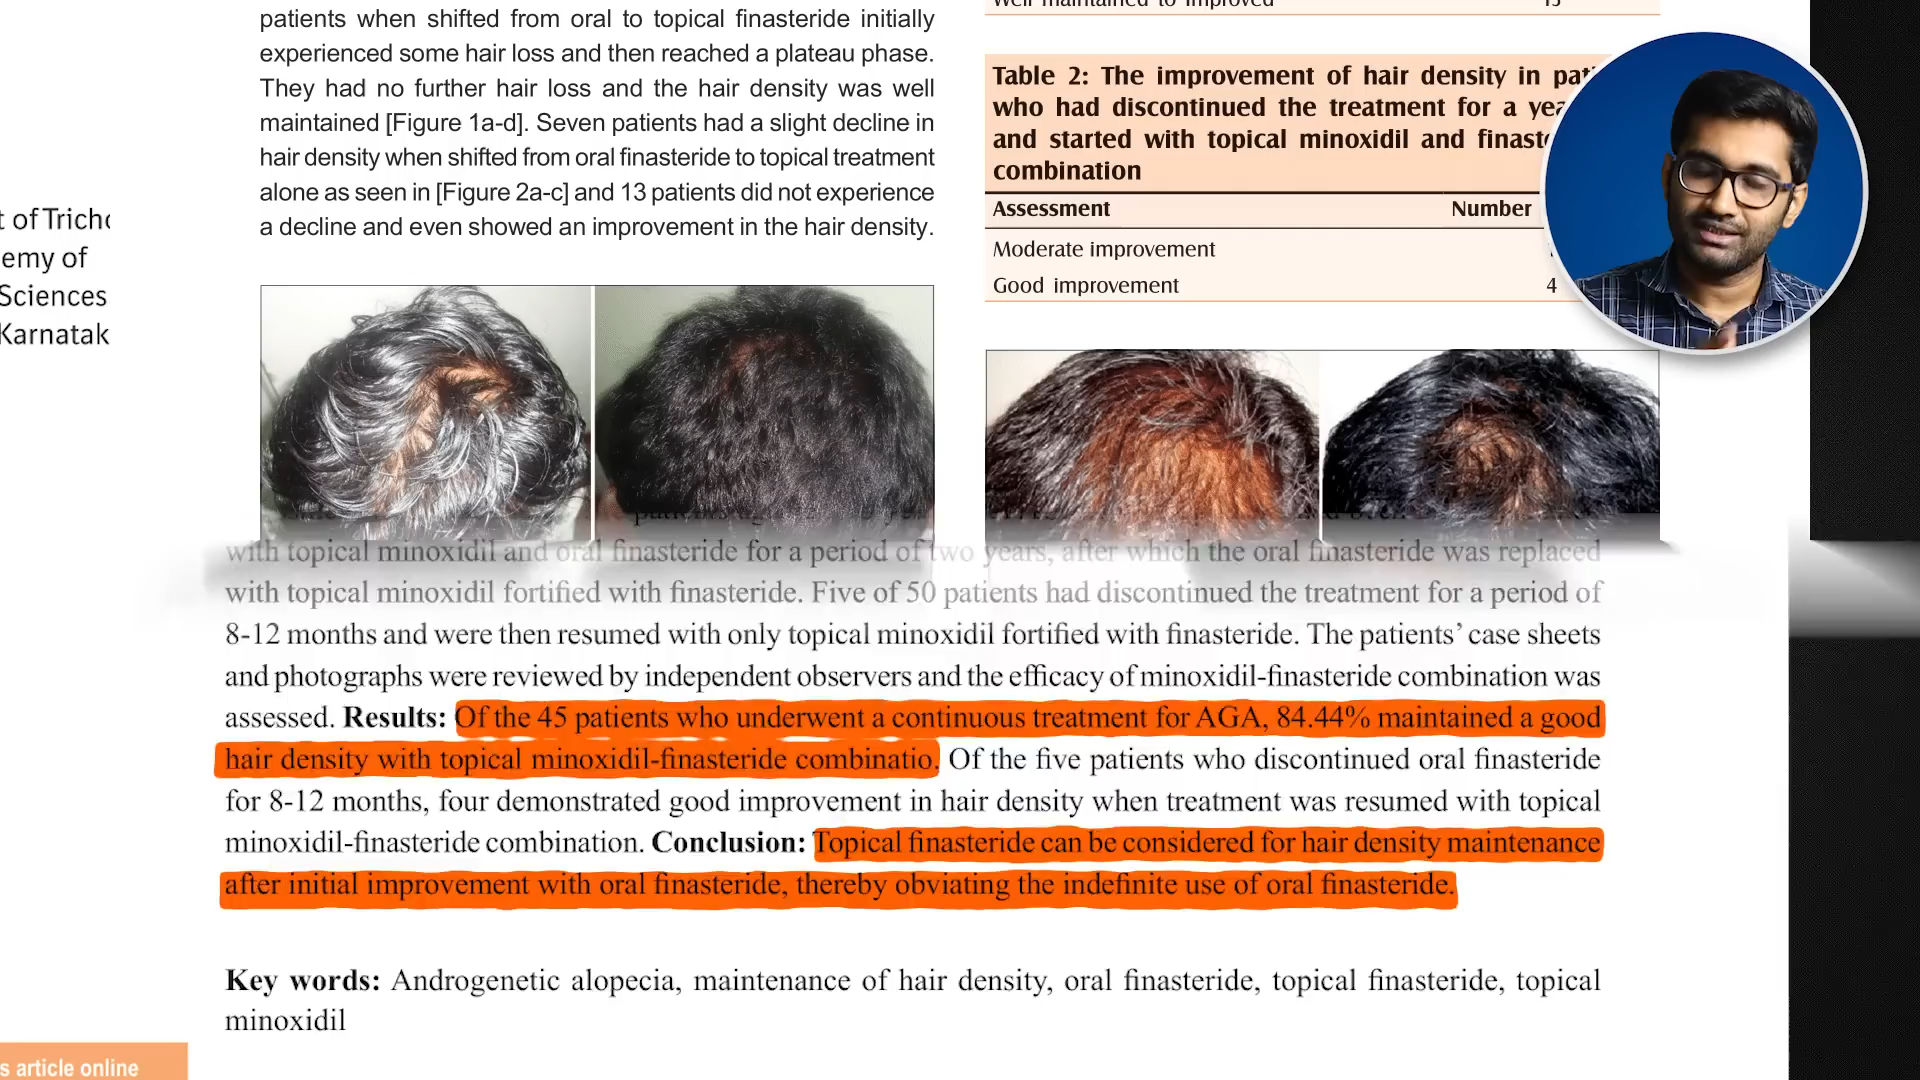 patients when shifted from oral to topical finasteride initially
experienced some hair loss and then reached a plateau phase.
They had no further hair loss and the hair density was well
maintained [Figure 1a-d]. Seven patients had a slight decline in
hair density when shifted from oral finasteride to topical treatment
alone as seen in [Figure 2a-c] and 13 patients did not experience
a decline and even showed an improvement in the hair density.
Well maintained to improved 13
Table 2: The improvement of hair density in pat
who had discontinued the treatment for a yea
and started with topical minoxidil and finast
combination
Assessment Number
Moderate improvement
Good improvement 4
t of Tricho
emy of
Sciences
Karnatak
with topical minoxidil and oral finasteride for a period of two years, after which the oral finasteride was replaced
with topical minoxidil fortified with finasteride. Five of 50 patients had discontinued the treatment for a period of
8-12 months and were then resumed with only topical minoxidil fortified with finasteride. The patients’ case sheets
and photographs were reviewed by independent observers and the efficacy of minoxidil-finasteride combination was
assessed. Results: Of the 45 patients who underwent a continuous treatment for AGA, 84.44% maintained a good
hair density with topical minoxidil-finasteride combinatio. Of the five patients who discontinued oral finasteride
for 8-12 months, four demonstrated good improvement in hair density when treatment was resumed with topical
minoxidil-finasteride combination. Conclusion: Topical finasteride can be considered for hair density maintenance
after initial improvement with oral finasteride, thereby obviating the indefinite use of oral finasteride.
Key words: Androgenetic alopecia, maintenance of hair density, oral finasteride, topical finasteride, topical
minoxidil
s article online